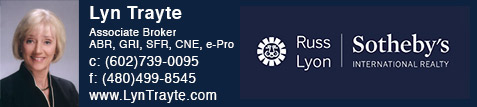 Lyn Trayte
Associate Broker
ABR, GRI, SFR, CNE, e-Pro
c: (602)739-0095
f: (480)499-8545
www.LynTrayte.com
Russ Lyon
Sotheby's
INTERNATIONAL REALTY